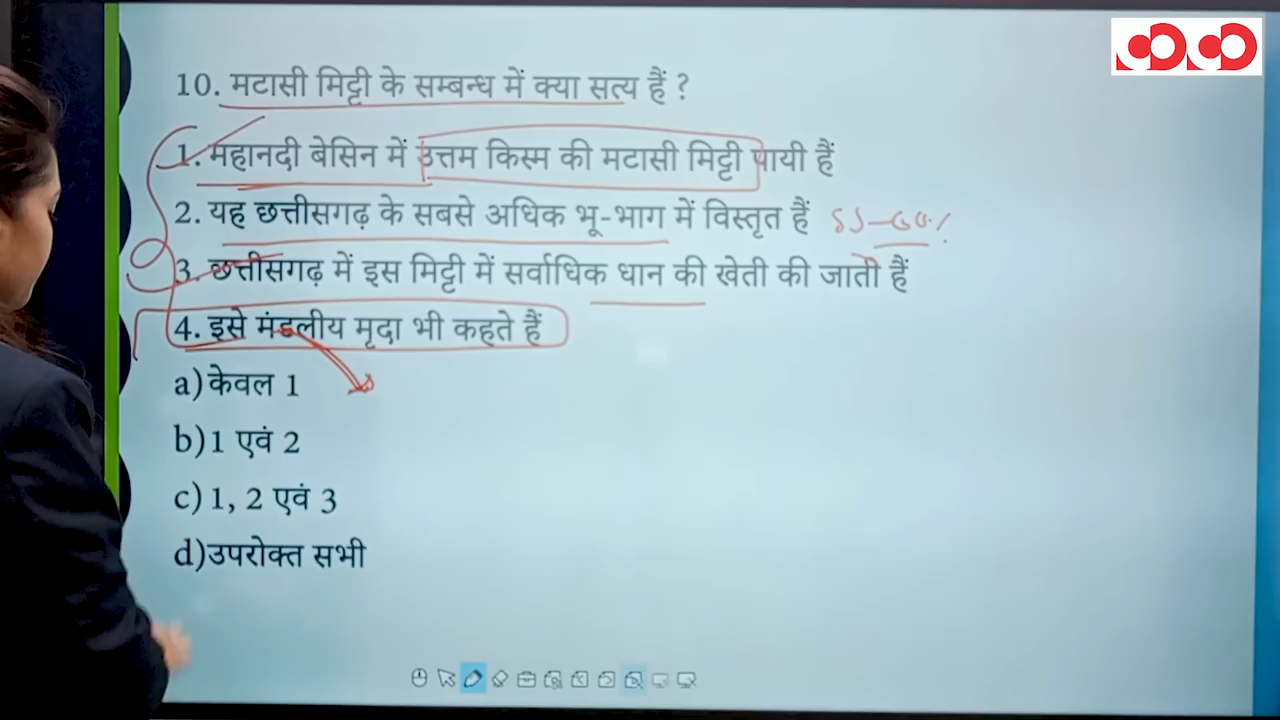 10. मटासी मिट्टी के सम्बन्ध में क्या सत्य हैं ?
1. महानदी बेसिन में उत्तम किस्म की मटासी मिट्टी पायी हैं
2. यह छत्तीसगढ़ के सबसे अधिक भू-भाग में विस्तृत हैं
3. छत्तीसगढ़ में इस मिट्टी में सर्वाधिक धान की खेती की जाती हैं
4. इसे मंडलीय मृदा भी कहते हैं
a) केवल 1
b) 1 एवं 2
c) 1, 2 एवं 3
d) उपरोक्त सभी